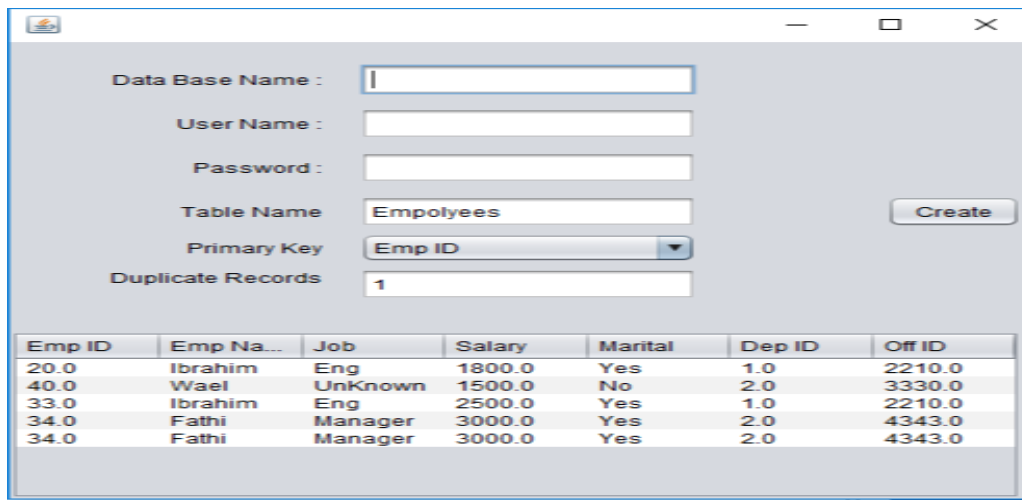 Data Base Name :
User Name :
Password :
Table Name Empolyees Create
Primary Key Emp ID
Duplicate Records 1
Emp ID Emp Na... Job Salary Marital Dep ID Off ID
20.0 Ibrahim Eng 1800.0 Yes 1.0 2210.0
40.0 Wael UnKnown 1500.0 No 2.0 3330.0
33.0 Ibrahim Eng 2500.0 Yes 1.0 2210.0
34.0 Fathi Manager 3000.0 Yes 2.0 4343.0
34.0 Fathi Manager 3000.0 Yes 2.0 4343.0